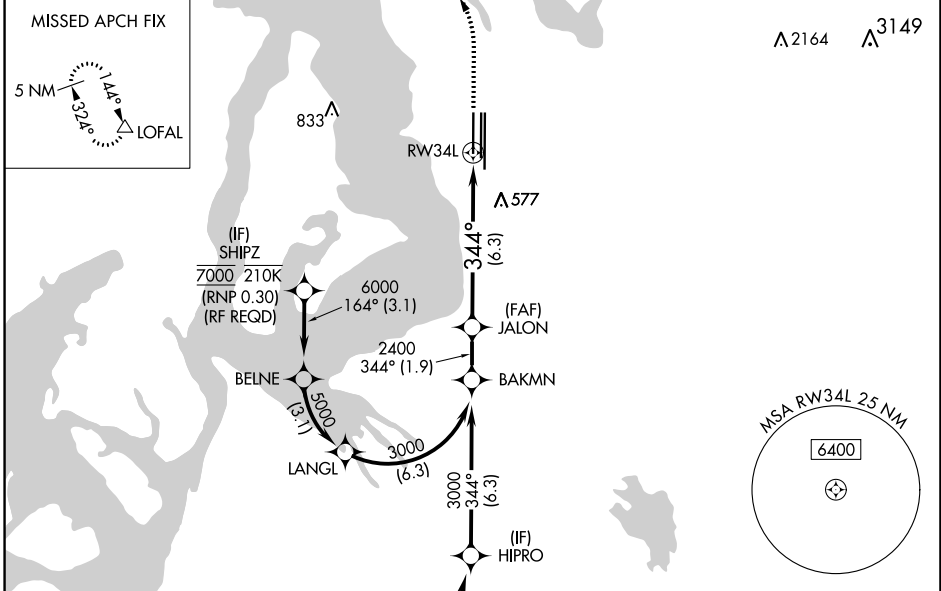 MISSED APCH FIX
5 NM
144°
324°
LOFAL
2164
3149
833
RW34L
577
344°
(6.3)
(IF)
SHIPZ
7000 210K
(RNP 0.30)
(RF REQD)
6000
164° (3.1)
(FAF)
JALON
2400
344° (1.9)
BELNE
BAKMN
5000
(3.1)
LANGL
3000
(6.3)
3000
344°
(6.3)
(IF)
HIPRO
MSA RW34L 25 NM
6400